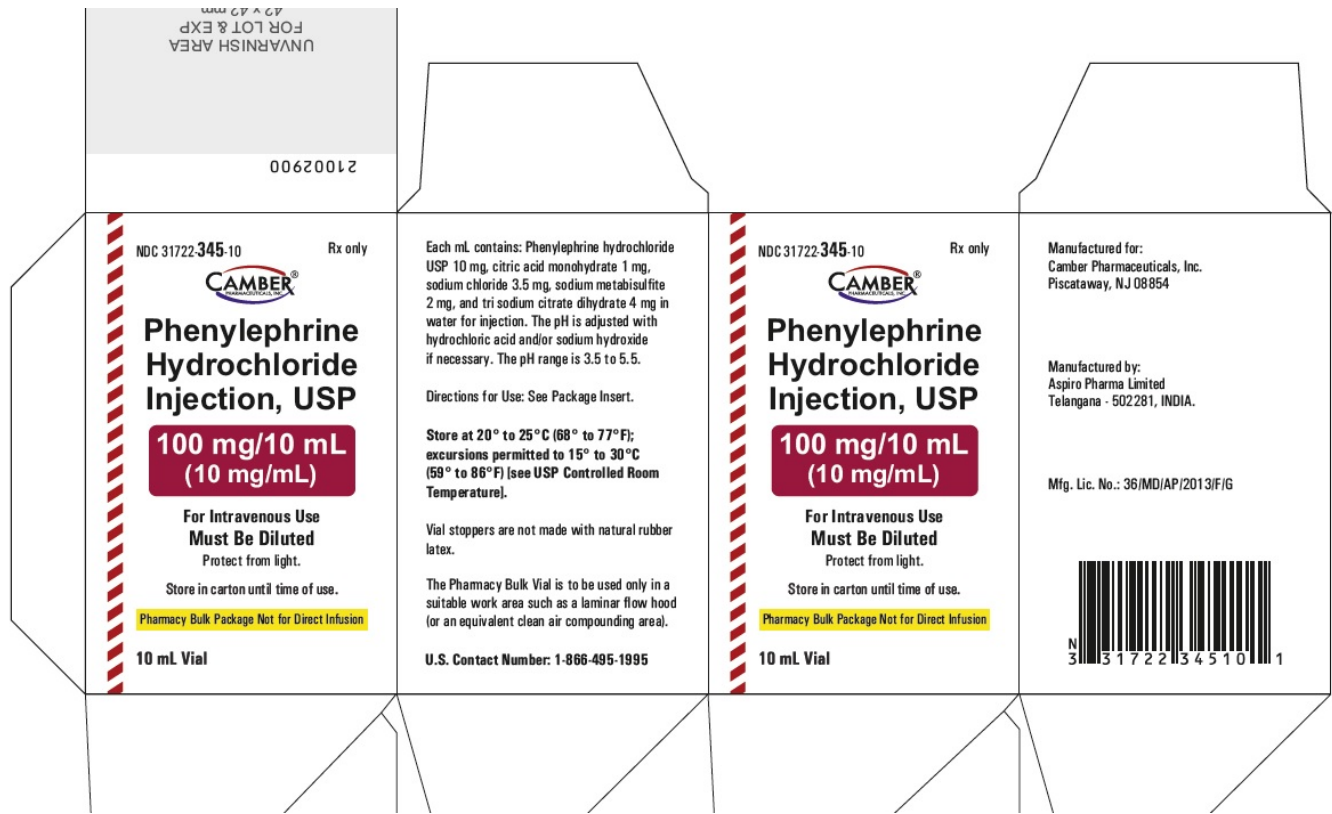 42 x 42 mm
FOR LOT & EXP
UNVARNISH AREA
21002900
NDC 31722-345-10 Rx only
CAMBER®
PHARMACEUTICALS, INC.
Phenylephrine
Hydrochloride
Injection, USP
100 mg/10 mL
(10 mg/mL)
For Intravenous Use
Must Be Diluted
Protect from light.
Store in carton until time of use.
Pharmacy Bulk Package Not for Direct Infusion
10 mL Vial
Each mL contains: Phenylephrine hydrochloride
USP 10 mg, citric acid monohydrate 1 mg,
sodium chloride 3.5 mg, sodium metabisulfite
2 mg, and tri sodium citrate dihydrate 4 mg in
water for injection. The pH is adjusted with
hydrochloric acid and/or sodium hydroxide
if necessary. The pH range is 3.5 to 5.5.
Directions for Use: See Package Insert.
Store at 20° to 25°C (68° to 77°F);
excursions permitted to 15° to 30°C
(59° to 86°F) [see USP Controlled Room
Temperature].
Vial stoppers are not made with natural rubber
latex.
The Pharmacy Bulk Vial is to be used only in a
suitable work area such as a laminar flow hood
(or an equivalent clean air compounding area).
U.S. Contact Number: 1-866-495-1995
NDC 31722-345-10 Rx only
CAMBER®
PHARMACEUTICALS, INC.
Phenylephrine
Hydrochloride
Injection, USP
100 mg/10 mL
(10 mg/mL)
For Intravenous Use
Must Be Diluted
Protect from light.
Store in carton until time of use.
Pharmacy Bulk Package Not for Direct Infusion
10 mL Vial
Manufactured for:
Camber Pharmaceuticals, Inc.
Piscataway, NJ 08854
Manufactured by:
Aspiro Pharma Limited
Telangana - 502281, INDIA.
Mfg. Lic. No.: 36/MD/AP/2013/F/G
N
3 31722 34510 1